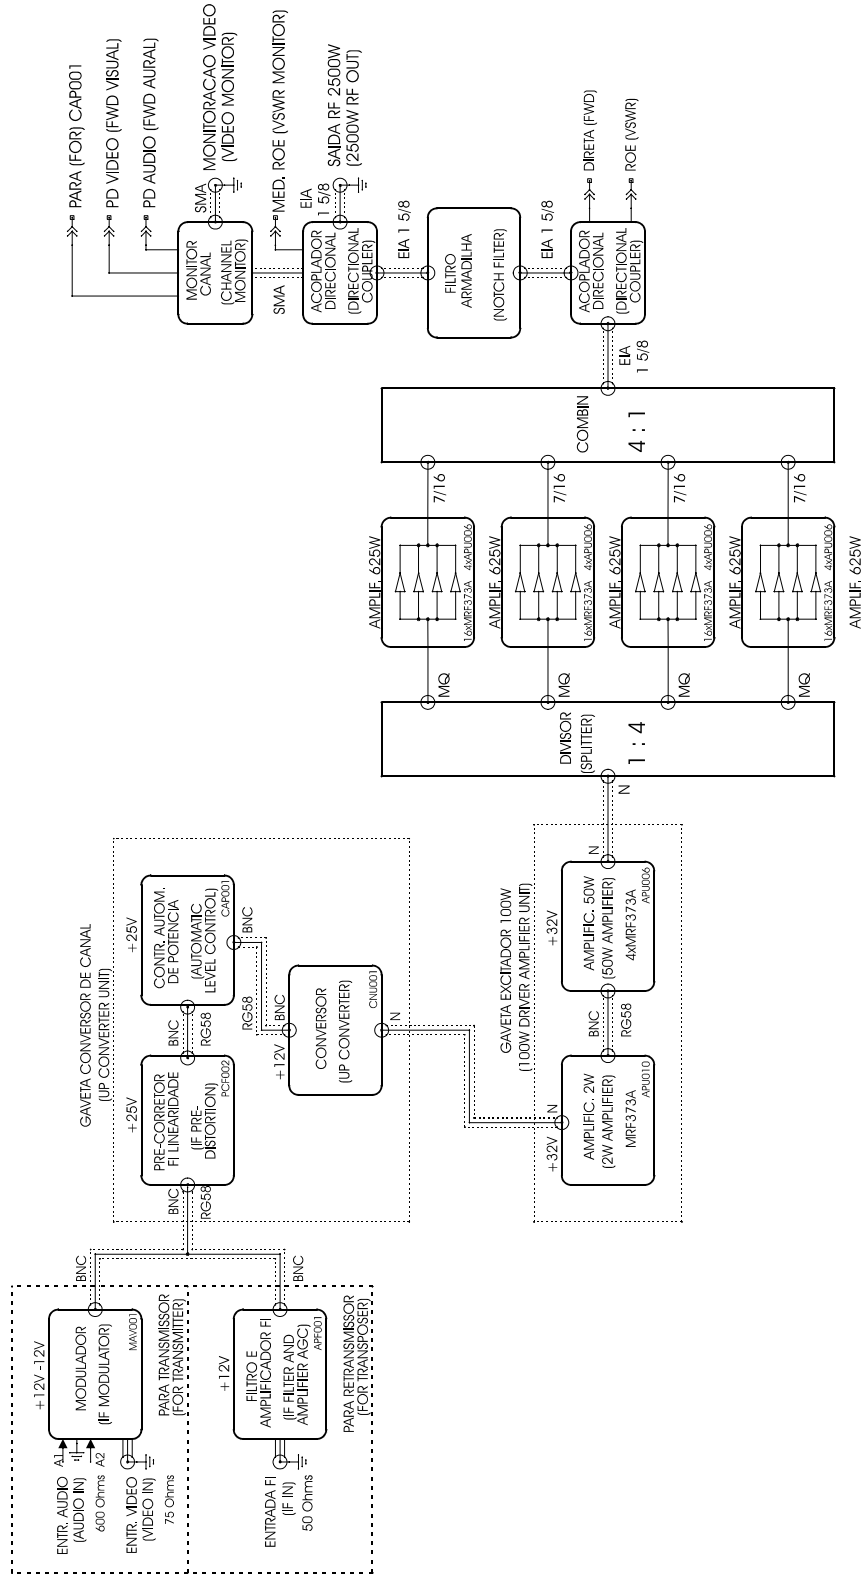 ENTR. AUDIO
(AUDIO IN)
600 Ohms
A1
A2
ENTR. VIDEO
(VIDEO IN)
75 Ohms
+12V -12V
MODULADOR
(IF MODULATOR)
MAV001
BNC
PARA TRANSMISSOR
(FOR TRANSMITTER)
ENTRADA FI
(IF IN)
50 Ohms
+12V
FILTRO E
AMPLIFICADOR FI
(IF FILTER AND
AMPLIFIER AGC)
APF001
BNC
PARA RETRANSMISSOR
(FOR TRANSPOSER)
GAVETA CONVERSOR DE CANAL
(UP CONVERTER UNIT)
BNC
RG58
+25V
PRE-CORRETOR
FI LINEARIDADE
(IF PRE-
DISTORTION)
PCF002
BNC
RG58
+25V
CONTR. AUTOM.
DE POTENCIA
(AUTOMATIC
LEVEL CONTROL)
CAP001
BNC
RG58
BNC
+12V
CONVERSOR
(UP CONVERTER)
CNU001
N
GAVETA EXCITADOR 100W
(100W DRIVER AMPLIFIER UNIT)
N
+32V
AMPLIFIC. 2W
(2W AMPLIFIER)
MRF373A
APU010
BNC
RG58
+32V
AMPLIFIC. 50W
(50W AMPLIFIER)
4xMRF373A
APU006
N
N
DIVISOR
(SPLITTER)
1 : 4
MQ
MQ
MQ
MQ
AMPLIF. 625W
16xMRF373A 4xAPU006
AMPLIF. 625W
16xMRF373A 4xAPU006
AMPLIF. 625W
16xMRF373A 4xAPU006
AMPLIF. 625W
16xMRF373A 4xAPU006
AMPLIF. 625W
7/16
7/16
7/16
7/16
COMBIN
4 : 1
EIA
1 5/8
ACOPLADOR
DIRECIONAL
(DIRECTIONAL
COUPLER)
DIRETA (FWD)
ROE (VSWR)
EIA 1 5/8
FILTRO
ARMADILHA
(NOTCH FILTER)
EIA 1 5/8
ACOPLADOR
DIRECIONAL
(DIRECTIONAL
COUPLER)
EIA
1 5/8
SAIDA RF 2500W
(2500W RF OUT)
MED. ROE (VSWR MONITOR)
SMA
MONITOR
CANAL
(CHANNEL
MONITOR)
SMA
MONITORACAO VIDEO
(VIDEO MONITOR)
PD AUDIO (FWD AURAL)
PD VIDEO (FWD VISUAL)
PARA (FOR) CAP001